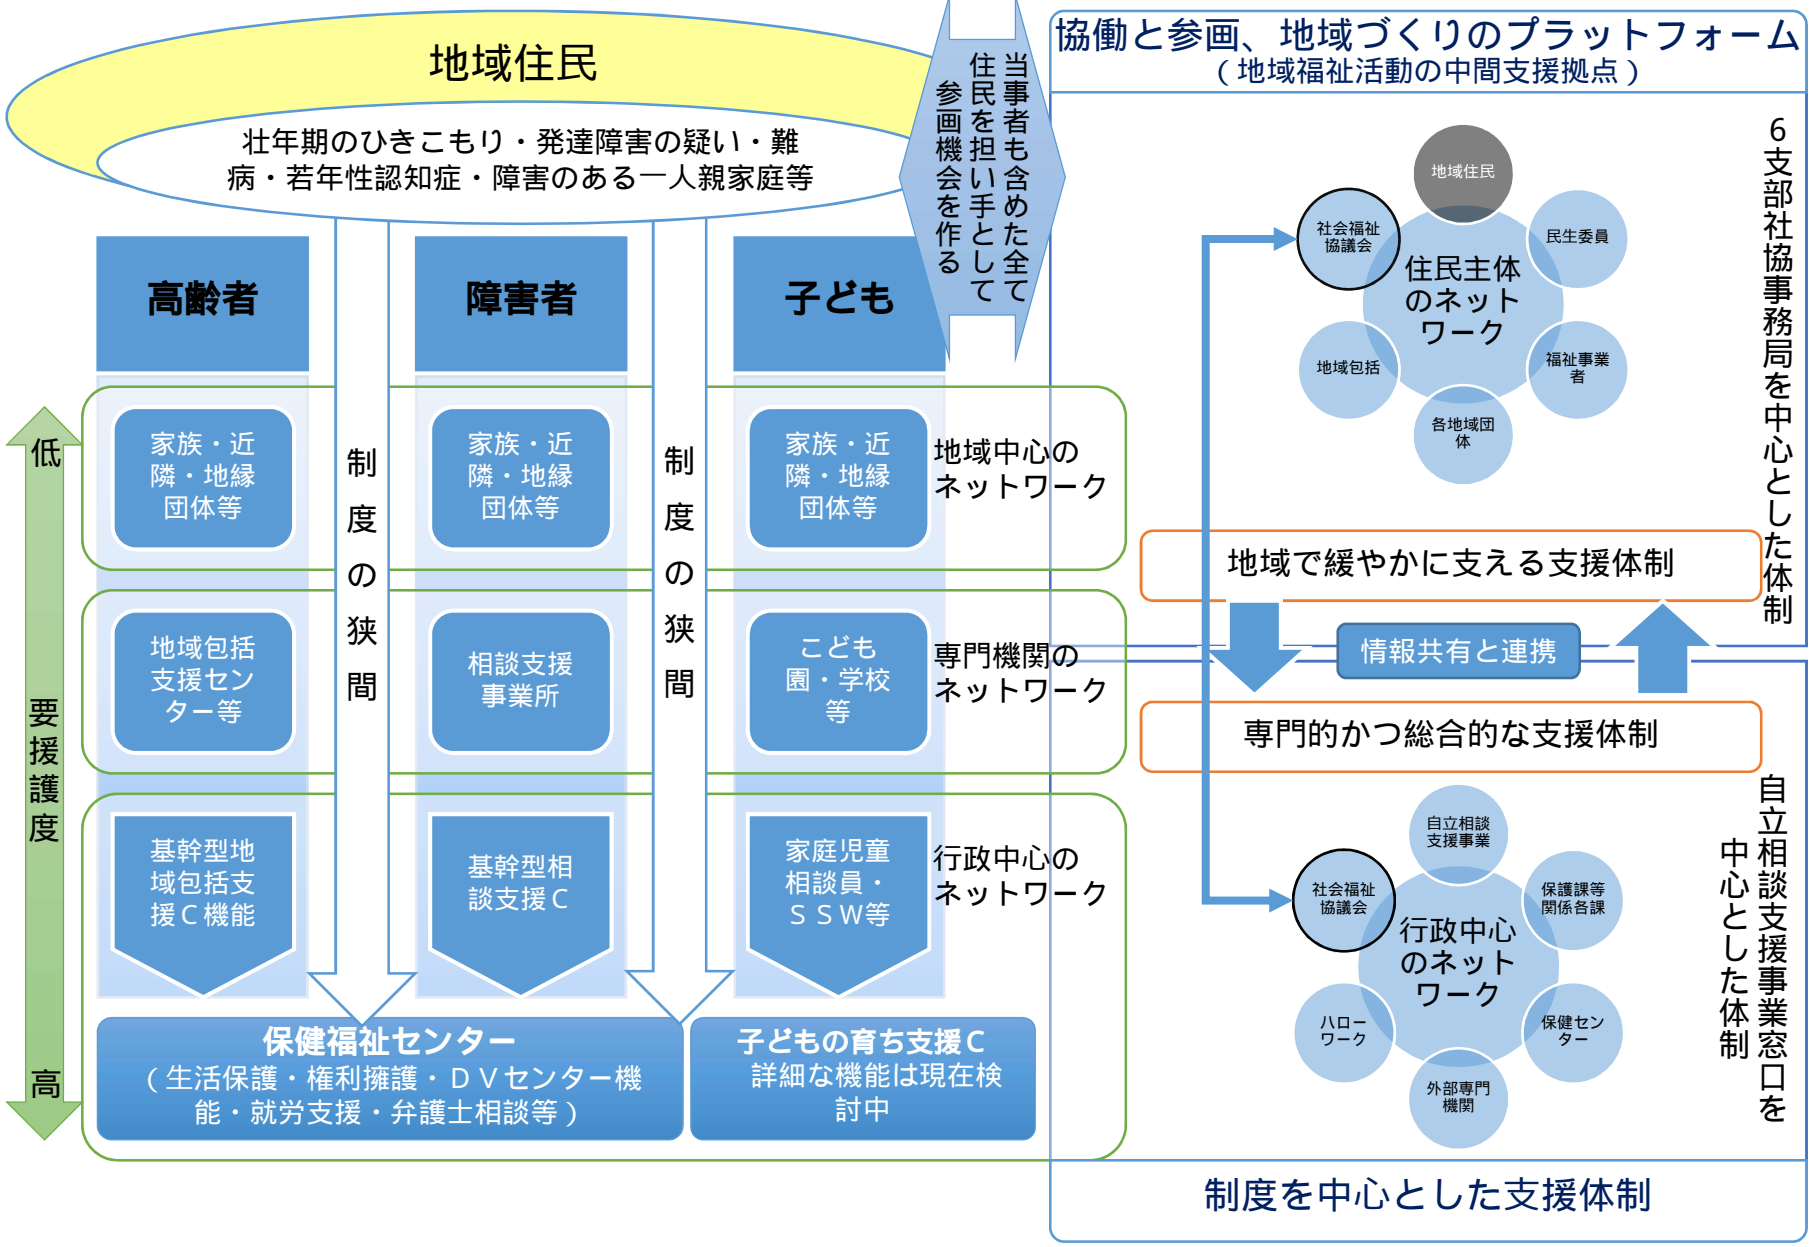 地域住民
壮年期のひきこもり・発達障害の疑い・難
病・若年性認知症・障害のある一人親家庭等
当事者も含めた全て
住民を担い手として
参画機会を作る
高齢者
障害者
子ども
低
要援護度
高
制度の狭間
制度の狭間
家族・近
隣・地縁
団体等
家族・近
隣・地縁
団体等
家族・近
隣・地縁
団体等
地域中心の
ネットワーク
地域包括
支援セン
ター等
相談支援
事業所
こども
園・学校
等
専門機関の
ネットワーク
基幹型地
域包括支
援C機能
基幹型相
談支援C
家庭児童
相談員・
SSW等
行政中心の
ネットワーク
保健福祉センター
(生活保護・権利擁護・DVセンター機
能・就労支援・弁護士相談等)
子どもの育ち支援C
詳細な機能は現在検
討中
協働と参画、地域づくりのプラットフォーム
(地域福祉活動の中間支援拠点)
6支部社協事務局を中心とした体制
地域住民
社会福祉
協議会
民生委員
住民主体
のネット
ワーク
地域包括
福祉事業
者
各地域団
体
地域で緩やかに支える支援体制
情報共有と連携
専門的かつ総合的な支援体制
自立相談支援事業窓口を
中心とした体制
自立相談
支援事業
社会福祉
協議会
保護課等
関係各課
行政中心
のネット
ワーク
ハロー
ワーク
保健セン
ター
外部専門
機関
制度を中心とした支援体制